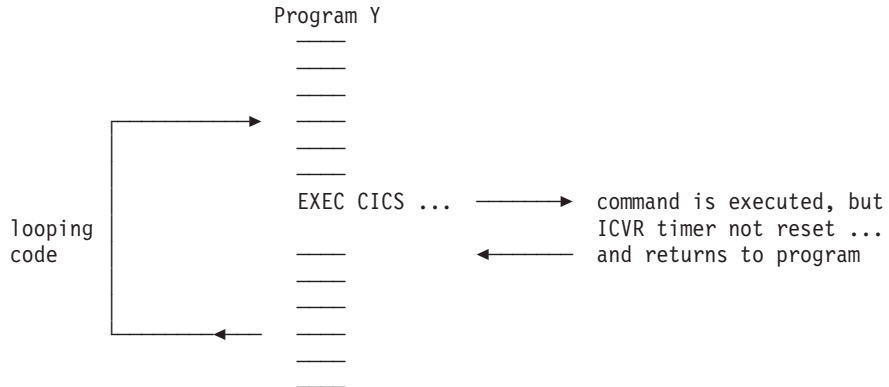 Program Y
EXEC CICS ... command is executed, but
looping ICVR timer not reset ...
code and returns to program